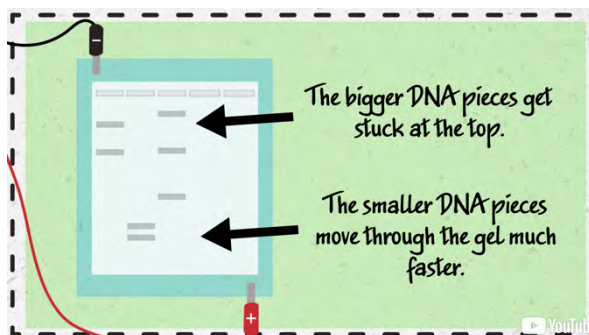 −
The bigger DNA pieces get
stuck at the top.
The smaller DNA pieces
move through the gel much
faster.
+